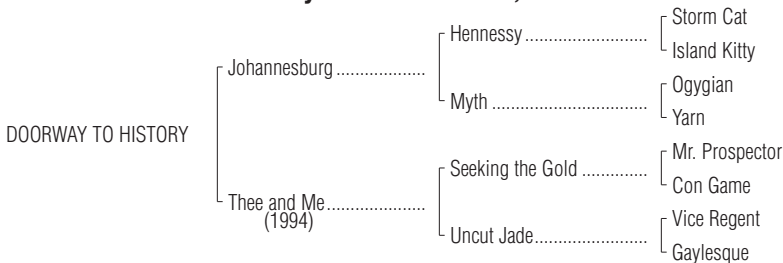 Storm Cat
Hennessy
Island Kitty
Johannesburg
Ogygian
Myth
Yarn
DOORWAY TO HISTORY
Mr. Prospector
Seeking the Gold
Con Game
Thee and Me
(1994)
Vice Regent
Uncut Jade
Gaylesque